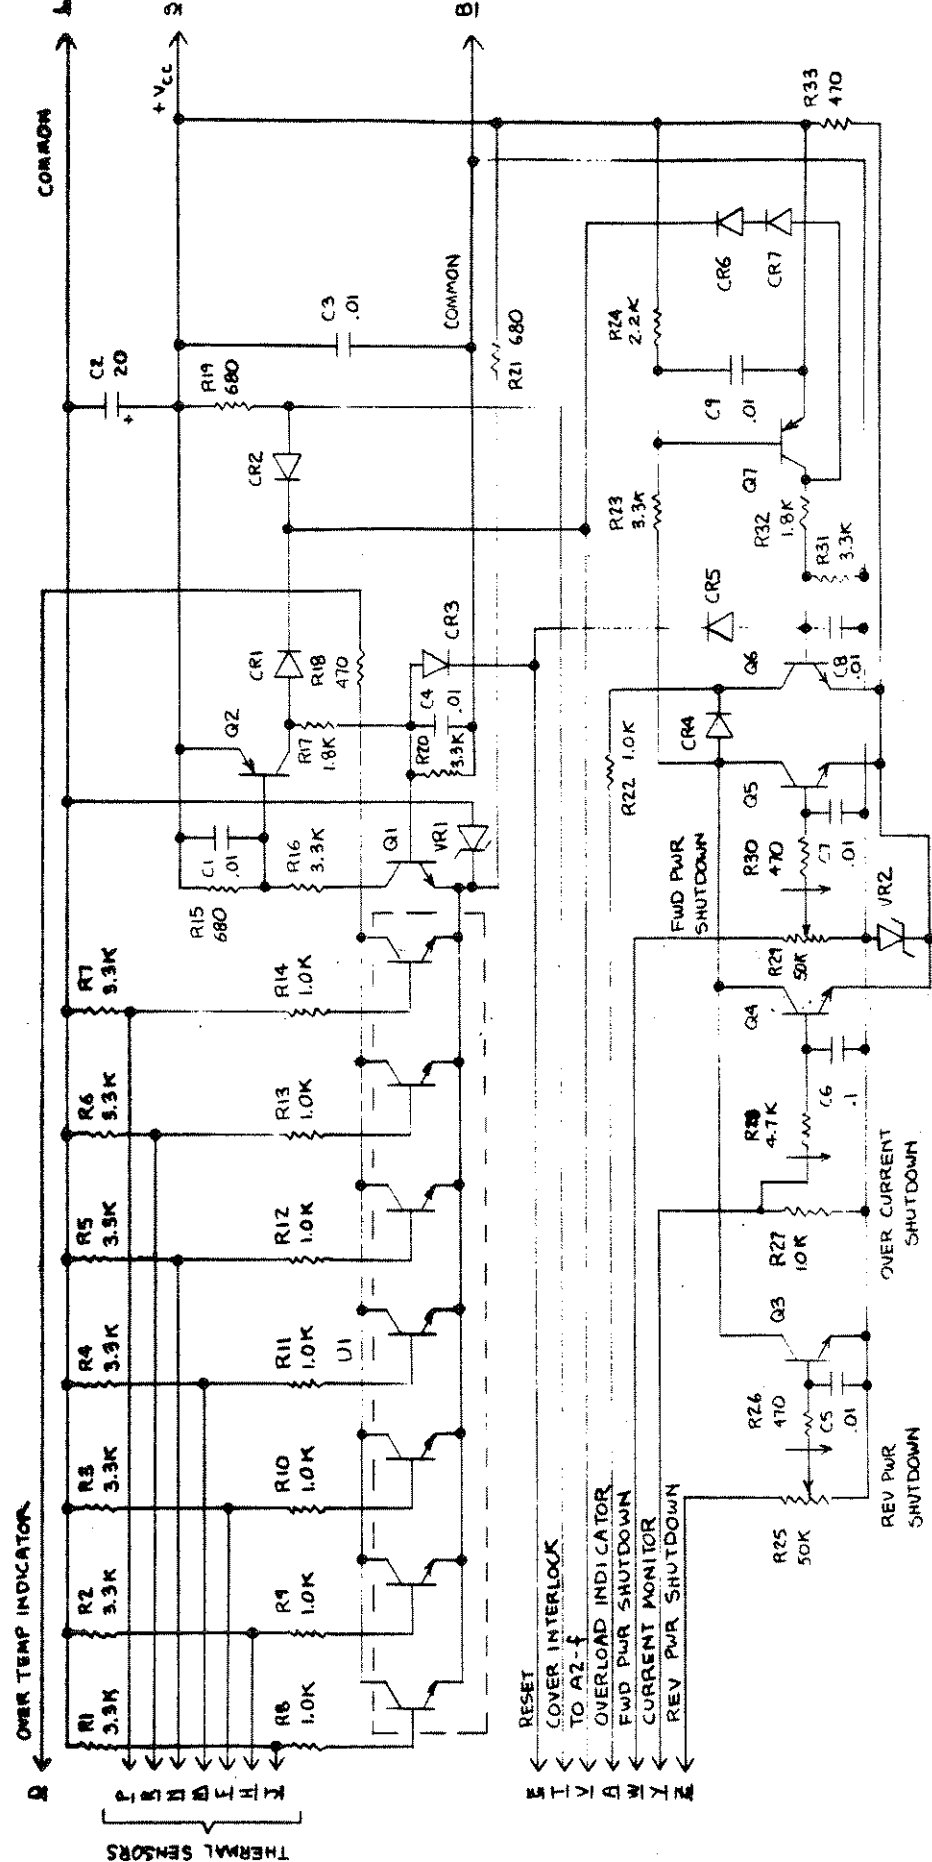 COMMON
+ VCC
B
OVER TEMP INDICATOR
THERMAL SENSORS
P
H
R1
3.3K
R2
3.3K
R3
3.3K
R4
3.3K
R5
3.3K
R6
3.3K
R7
3.3K
R8
1.0K
R9
1.0K
R10
1.0K
R11
1.0K
U1
R12
1.0K
R13
1.0K
R14
1.0K
R15
680
C1
.01
R16
3.3K
Q1
VR1
Q2
R17
1.8K
CR1
R18
470
R20
3.3K
C4
.01
CR3
CR2
R19
680
C2
20
+
C3
.01
COMMON
R21 680
RESET
COVER INTERLOCK
TO A2-f
OVERLOAD INDICATOR
FWD PWR SHUTDOWN
CURRENT MONITOR
REV PWR SHUTDOWN
V
W
Y
R25
50K
REV PWR
SHUTDOWN
R26
470
C5
.01
Q3
R27
10K
OVER CURRENT
SHUTDOWN
R28
4.7K
C6
.1
Q4
R29
50K
FWD PWR
SHUTDOWN
VR2
R30
470
C7
.01
Q5
R22 1.0K
CR4
Q6
C8
.01
CR5
R31
3.3K
R32
1.8K
R23
3.3K
Q7
C9
.01
R24
2.2K
CR6
CR7
R33
470